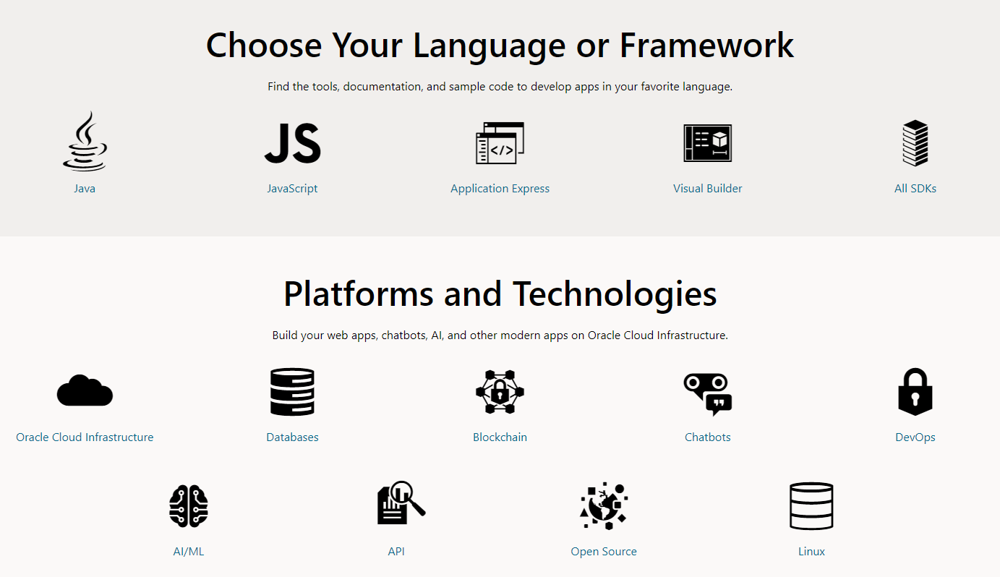 Choose Your Language or Framework
Find the tools, documentation, and sample code to develop apps in your favorite language.
JS
Java
JavaScript
Application Express
Visual Builder
All SDKs
Platforms and Technologies
Build your web apps, chatbots, AI, and other modern apps on Oracle Cloud Infrastructure.
Oracle Cloud Infrastructure
Databases
Blockchain
Chatbots
DevOps
AI/ML
API
Open Source
Linux